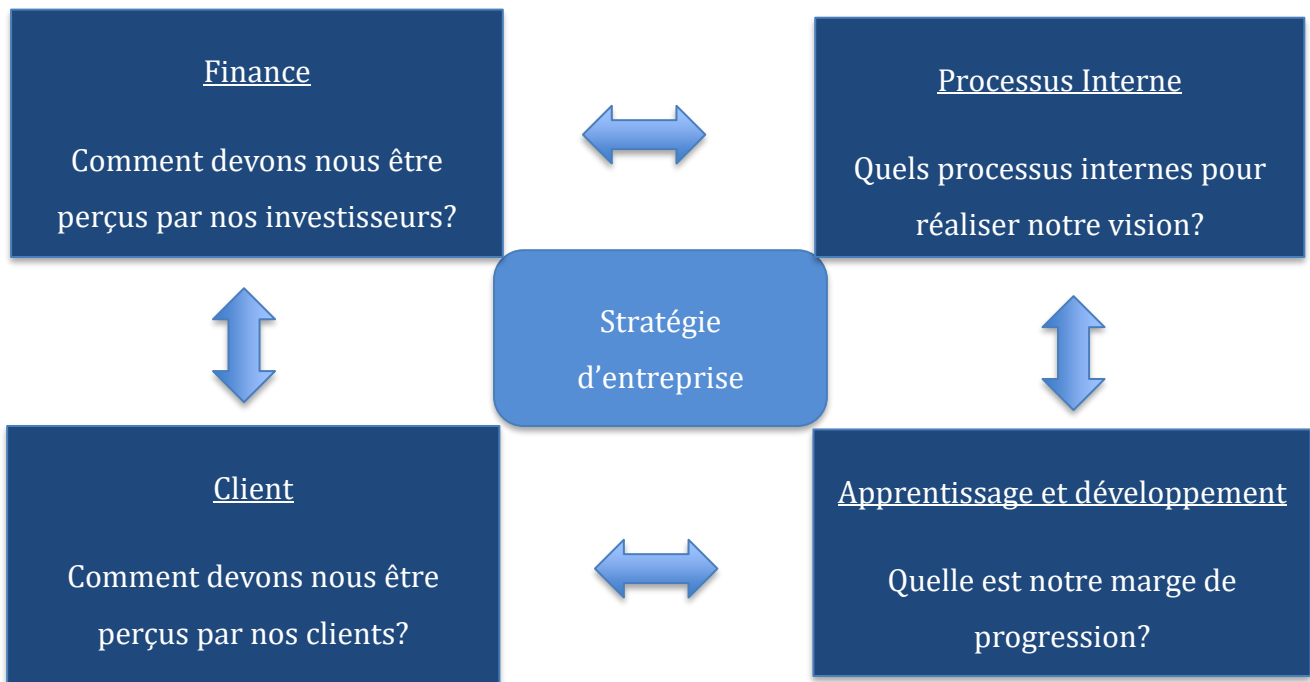 Finance
Comment devons nous être
perçus par nos investisseurs?
Processus Interne
Quels processus internes pour
réaliser notre vision?
Stratégie
d’entreprise
Client
Comment devons nous être
perçus par nos clients?
Apprentissage et développement
Quelle est notre marge de
progression?